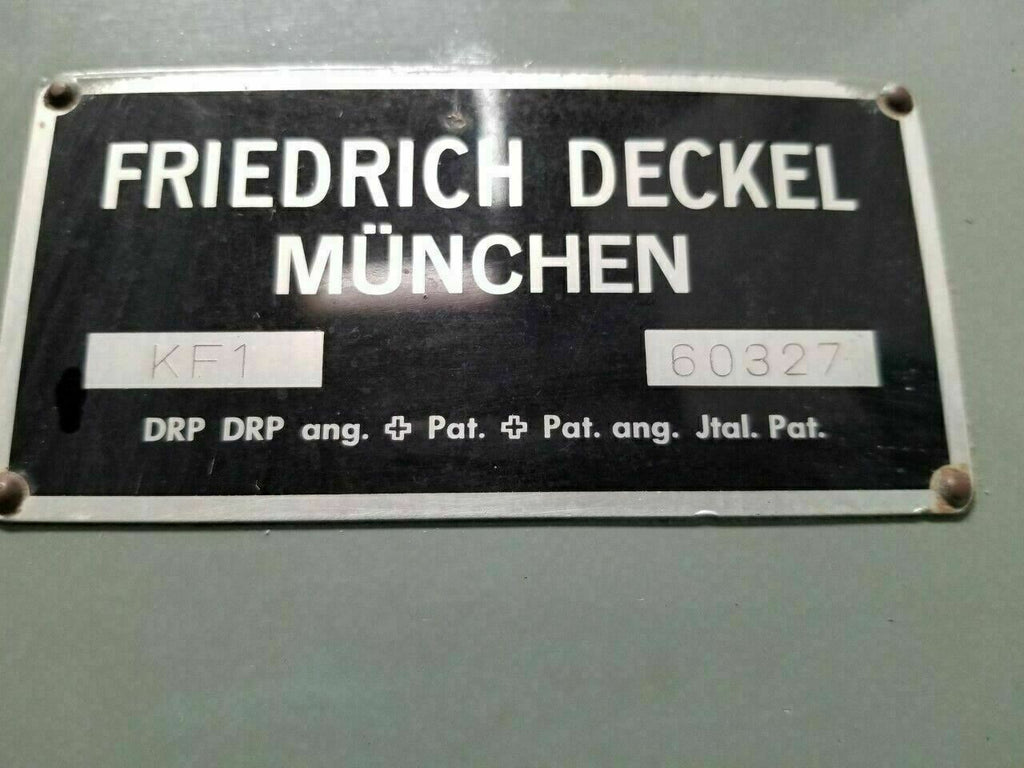 FRIEDRICH DECKEL
MÜNCHEN
KF1 60327
DRP DRP ang. ✚ Pat. ✚ Pat. ang. Jtal. Pat.